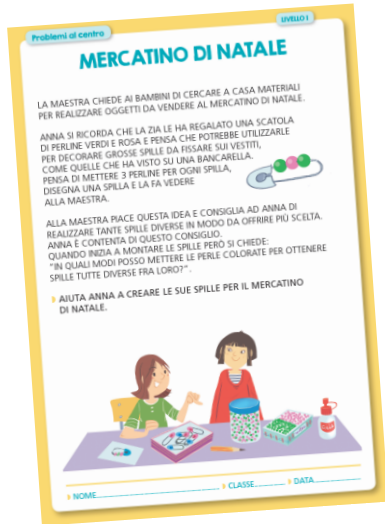 Problemi al centro
LIVELLO 1
MERCATINO DI NATALE
LA MAESTRA CHIEDE AI BAMBINI DI CERCARE A CASA MATERIALI
PER REALIZZARE OGGETTI DA VENDERE AL MERCATINO DI NATALE.
ANNA SI RICORDA CHE LA ZIA LE HA REGALATO UNA SCATOLA
DI PERLINE VERDI E ROSA E PENSA CHE POTREBBE UTILIZZARLE
PER DECORARE GROSSE SPILLE DA FISSARE SUI VESTITI,
COME QUELLE CHE HA VISTO SU UNA BANCARELLA.
PENSA DI METTERE 3 PERLINE PER OGNI SPILLA,
DISEGNA UNA SPILLA E LA FA VEDERE
ALLA MAESTRA.
ALLA MAESTRA PIACE QUESTA IDEA E CONSIGLIA AD ANNA DI
REALIZZARE TANTE SPILLE DIVERSE IN MODO DA OFFRIRE PIÙ SCELTA.
ANNA È CONTENTA DI QUESTO CONSIGLIO.
QUANDO INIZIA A MONTARE LE SPILLE PERÒ SI CHIEDE:
“IN QUALI MODI POSSO METTERE LE PERLE COLORATE PER OTTENERE
SPILLE TUTTE DIVERSE FRA LORO?”.
AIUTA ANNA A CREARE LE SUE SPILLE PER IL MERCATINO
DI NATALE.
NOME CLASSE DATA